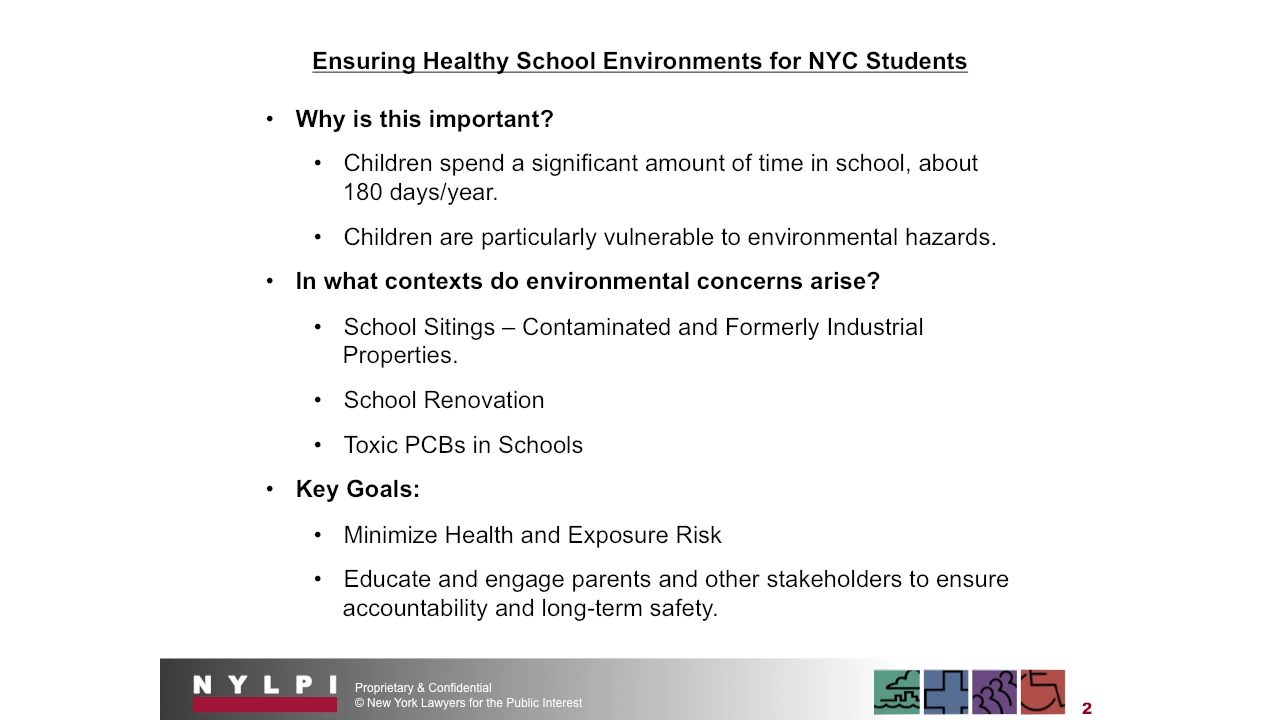 Ensuring Healthy School Environments for NYC Students
• Why is this important?
• Children spend a significant amount of time in school, about
180 days/year.
• Children are particularly vulnerable to environmental hazards.
• In what contexts do environmental concerns arise?
• School Sitings – Contaminated and Formerly Industrial
Properties.
• School Renovation
• Toxic PCBs in Schools
• Key Goals:
• Minimize Health and Exposure Risk
• Educate and engage parents and other stakeholders to ensure
accountability and long-term safety.
NYLPI
Proprietary & Confidential
© New York Lawyers for the Public Interest
2